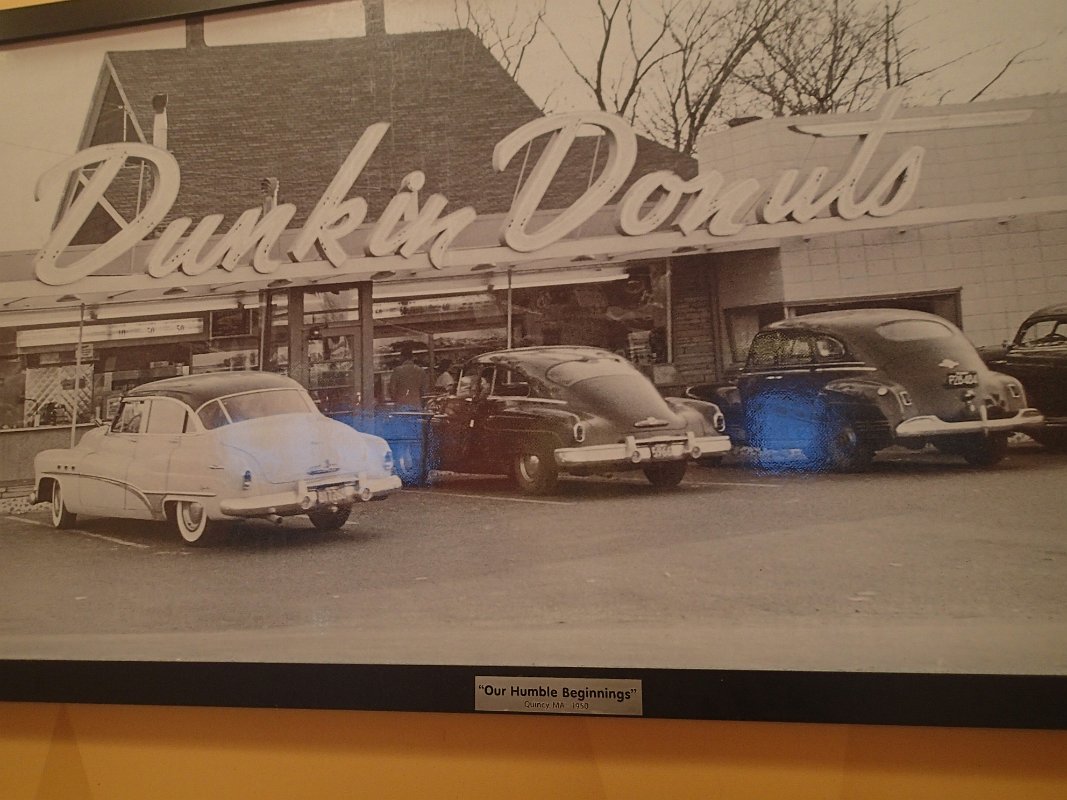 Dunkin Donuts
"Our Humble Beginnings"
Quincy MA 1950